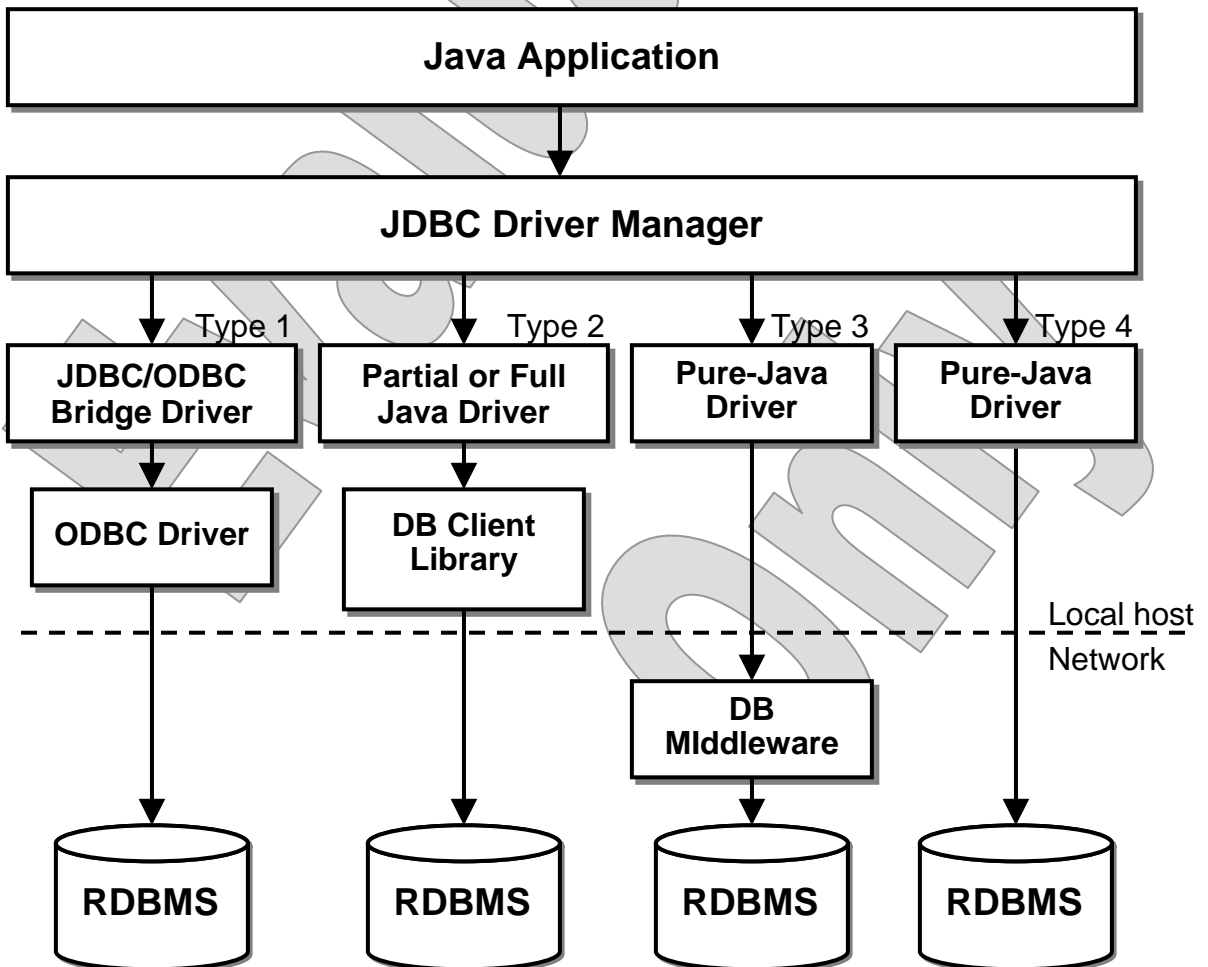 Java Application
JDBC Driver Manager
Type 1
Type 2
Type 3
Type 4
JDBC/ODBC
Bridge Driver
Partial or Full
Java Driver
Pure-Java
Driver
Pure-Java
Driver
ODBC Driver
DB Client
Library
Local host
Network
DB
MIddleware
RDBMS
RDBMS
RDBMS
RDBMS